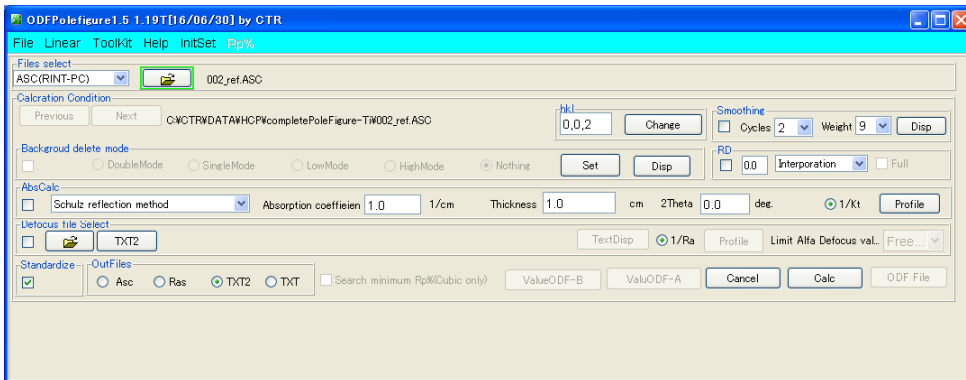 ODFPolefigure1.5 1.19T[16/06/30] by CTR
File Linear ToolKit Help InitSet Rp%
Files select
ASC(RINT-PC) 002_ref.ASC
Calcration Condition
Previous Next C:¥CTR¥DATA¥HCP¥completePoleFigure-Ti¥002_ref.ASC
hkl
0,0,2 Change
Smoothing
Cycles 2 Weight 9 Disp
Backgroud delete mode
DoubleMode SingleMode LowMode HighMode Nothing Set Disp
RD
0.0 Interporation Full
AbsCalc
Schulz reflection method Absorption coeffieien 1.0 1/cm Thickness 1.0 cm 2Theta 0.0 deg. 1/Kt Profile
Defocus file Select
TXT2 TextDisp 1/Ra Profile Limit Alfa Defocus val... Free...
Standardize OutFiles
Asc Ras TXT2 TXT Search minimum Rp%(Cubic only) ValueODF-B ValuODF-A Cancel Calc ODF File